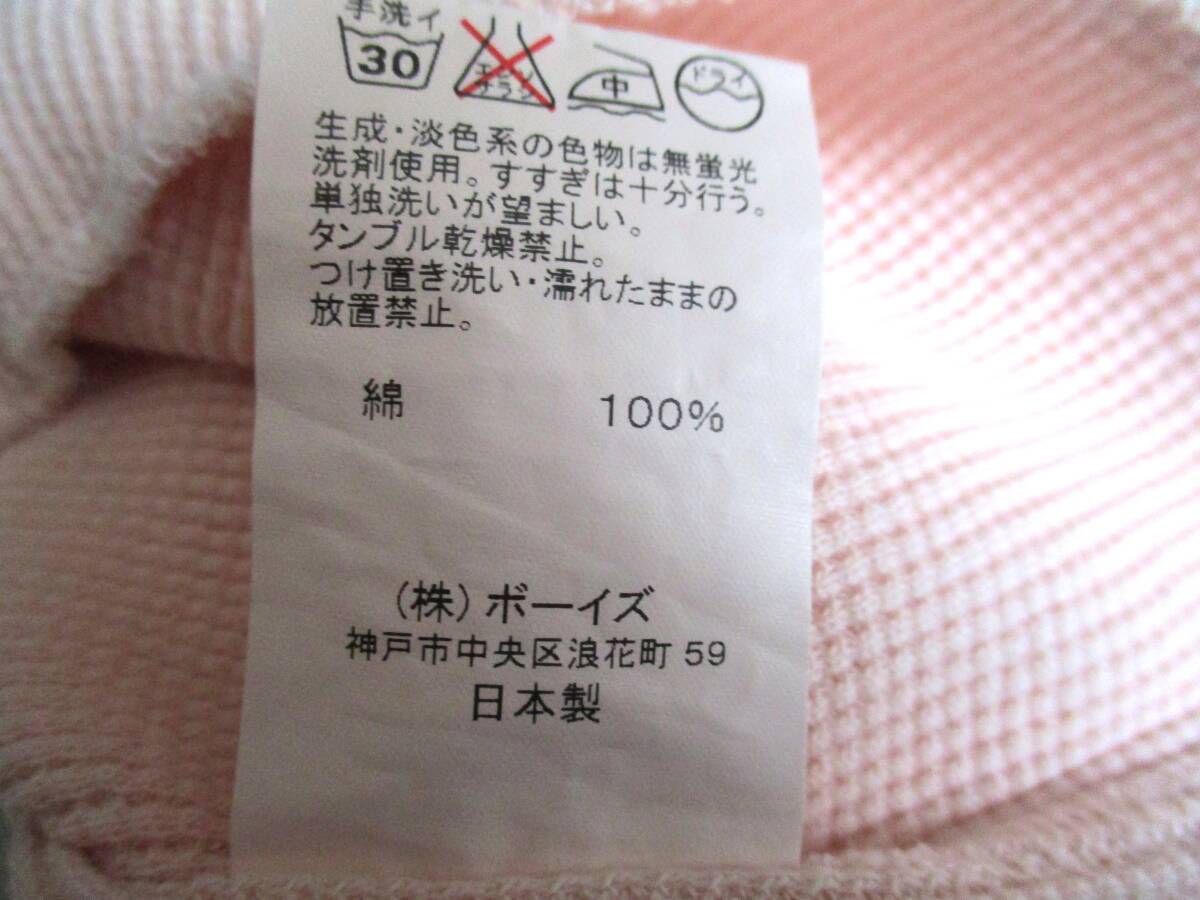 手洗イ
30
エンソ
サラシ
中
ドライ
生成・淡色系の色物は無蛍光
洗剤使用。すすぎは十分行う。
単独洗いが望ましい。
タンブル乾燥禁止。
つけ置き洗い・濡れたままの
放置禁止。
綿 100%
(株)ボーイズ
神戸市中央区浪花町 59
日本製